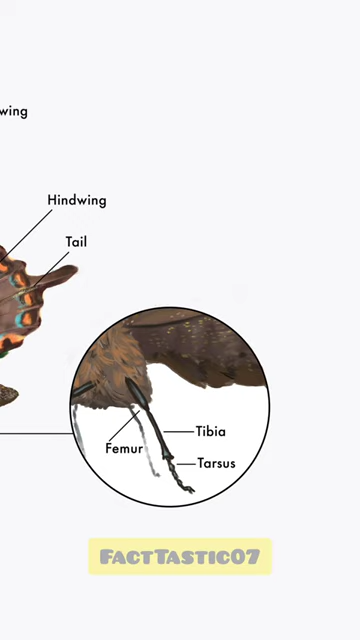 wing
Hindwing
Tail
Tibia
Femur
Tarsus
FactTastic07